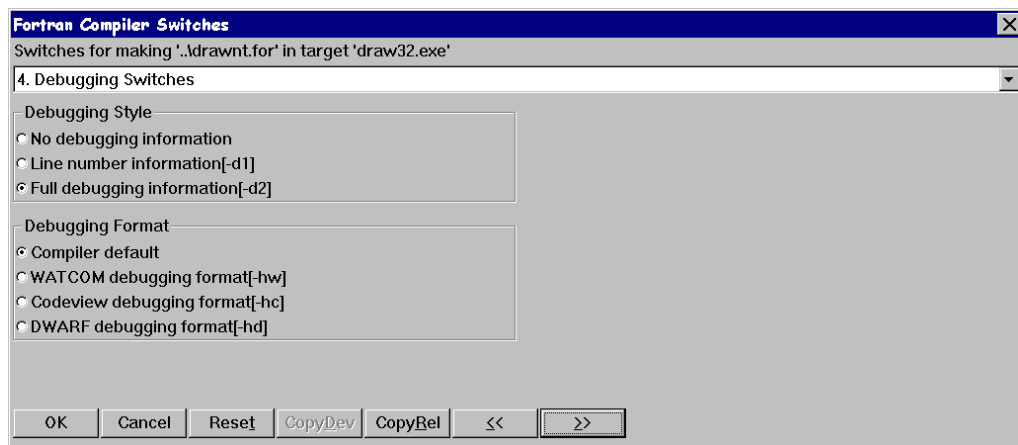 Fortran Compiler Switches
Switches for making '..\drawnt.for' in target 'draw32.exe'
4. Debugging Switches
Debugging Style
No debugging information
Line number information[-d1]
Full debugging information[-d2]
Debugging Format
Compiler default
WATCOM debugging format[-hw]
Codeview debugging format[-hc]
DWARF debugging format[-hd]
OK Cancel Reset CopyDev CopyRel << >>